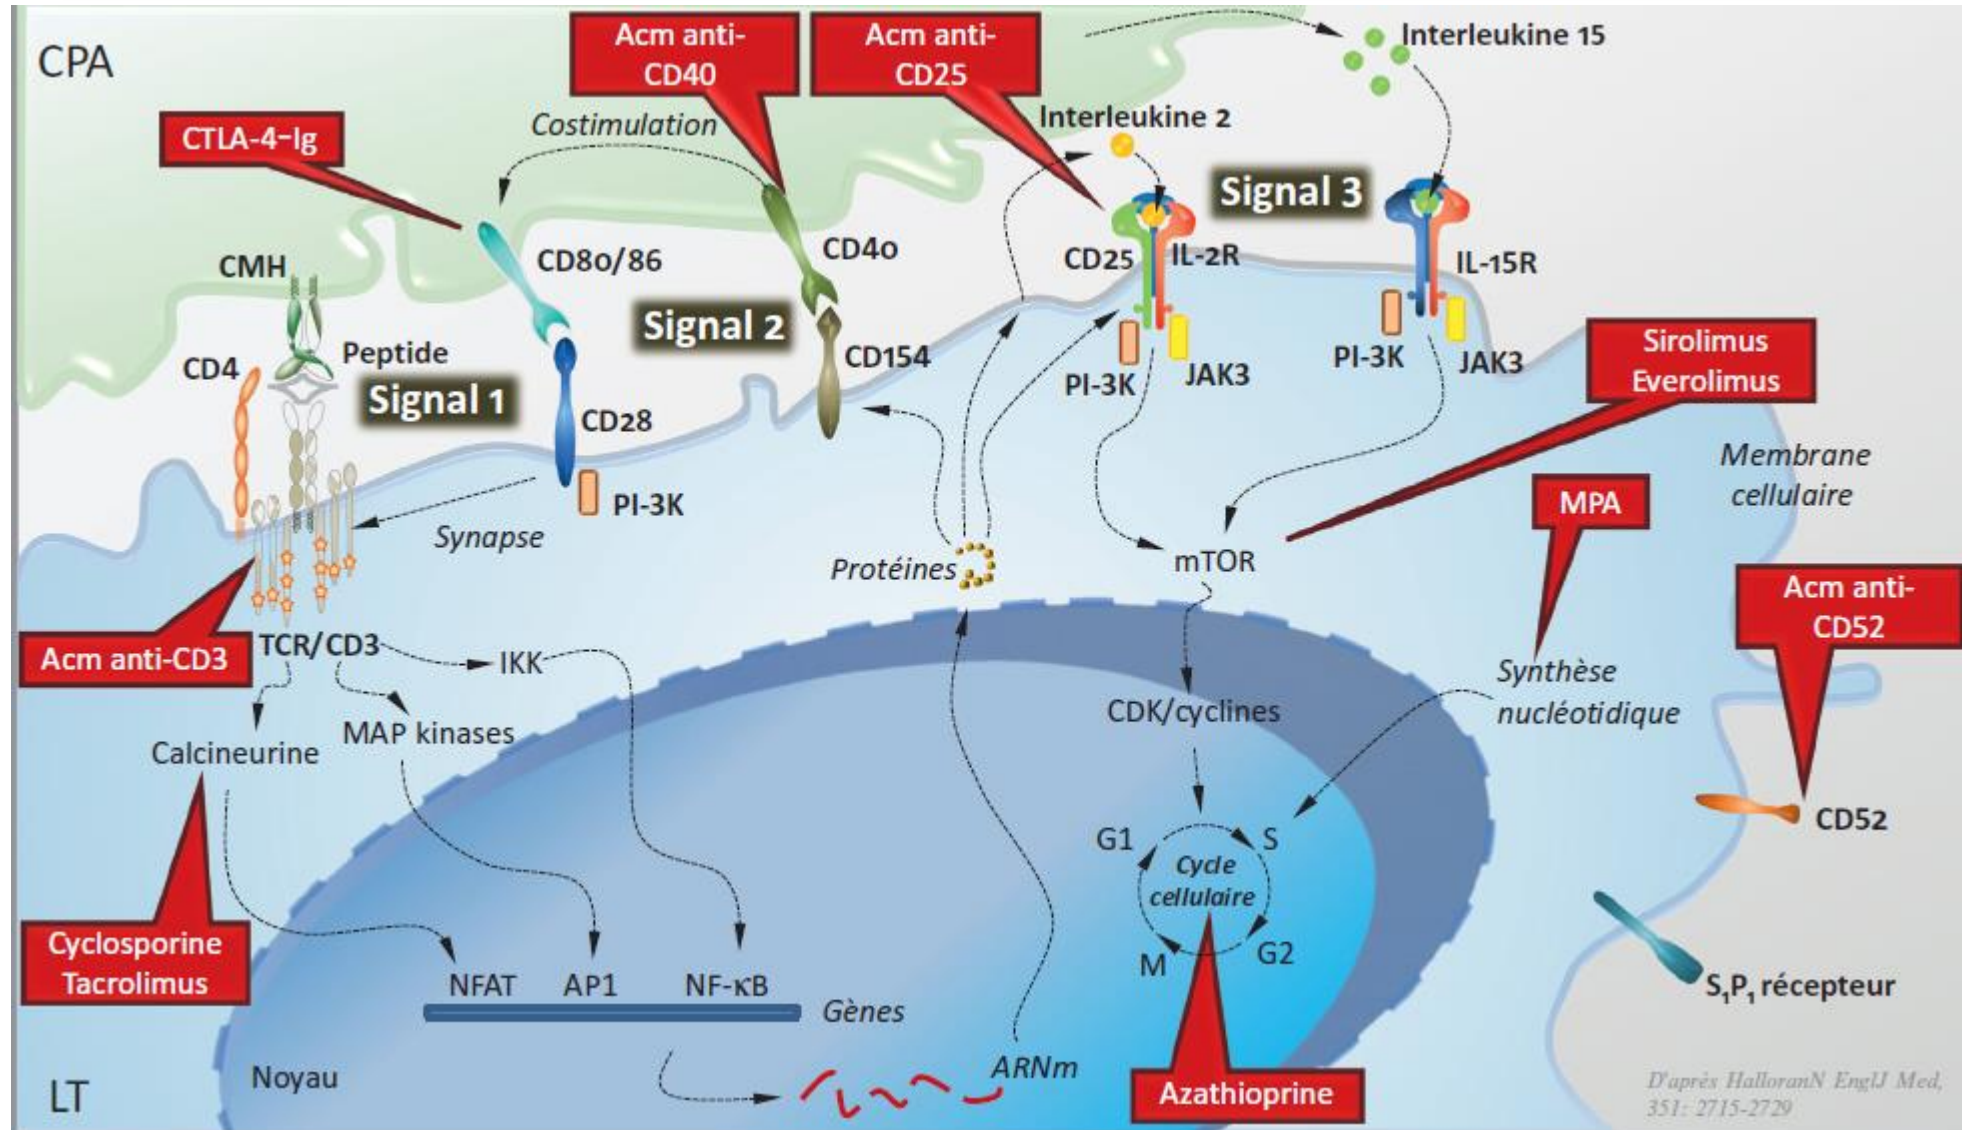 CPA
Acm anti-
CD40
Acm anti-
CD25
Interleukine 15
CTLA-4-Ig
Costimulation
Interleukine 2
Signal 3
CMH
CD80/86
CD40
CD25
IL-2R
IL-15R
Signal 2
CD4
Peptide
Signal 1
CD154
PI-3K
JAK3
PI-3K
JAK3
Sirolimus
Everolimus
CD28
PI-3K
Synapse
Membrane
cellulaire
MPA
Protéines
mTOR
Acm anti-
CD52
Acm anti-CD3
TCR/CD3
IKK
Synthèse
nucléotidique
MAP kinases
Calcineurine
CDK/cyclines
CD52
G1
S
Cycle
cellulaire
M
G2
Cyclosporine
Tacrolimus
NFAT
AP1
NF-κB
Gènes
S₁P₁ récepteur
Noyau
ARNm
LT
Azathioprine
D'après HalloranN EnglJ Med,
351: 2715-2729